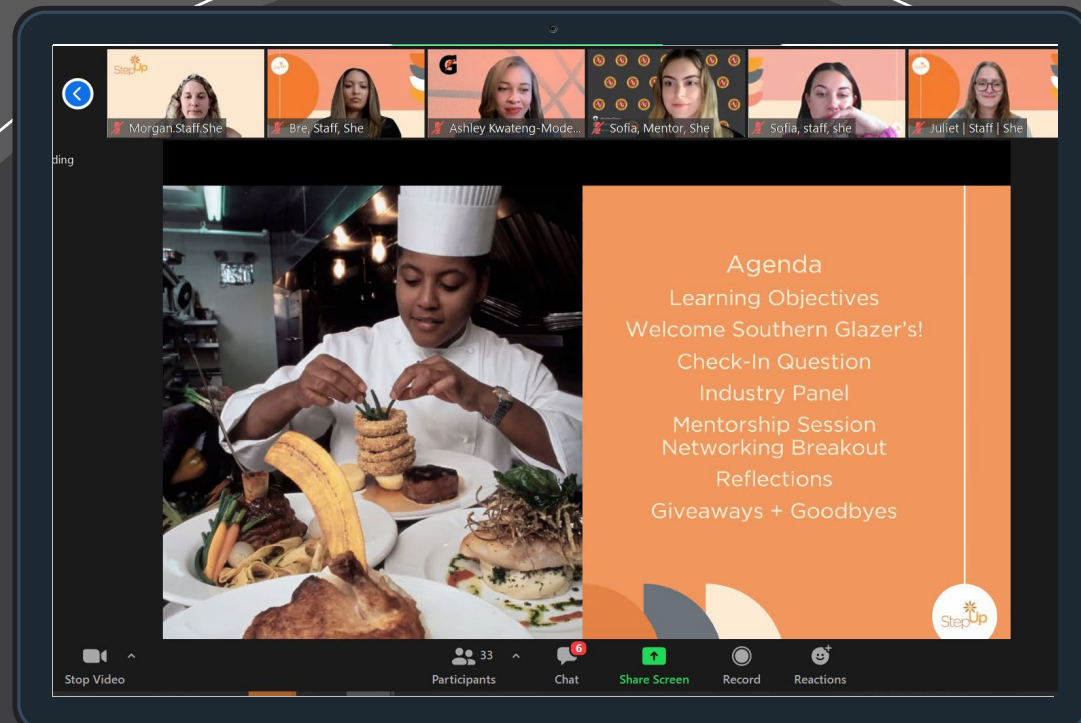 StepUp
Morgan.Staff.She
Bre, Staff, She
G
Ashley Kwateng-Mode...
Sofia, Mentor, She
Sofia, staff, she
Juliet | Staff | She
ding
Agenda
Learning Objectives
Welcome Southern Glazer's!
Check-In Question
Industry Panel
Mentorship Session
Networking Breakout
Reflections
Giveaways + Goodbyes
StepUp
Stop Video
33
Participants
6
Chat
Share Screen
Record
Reactions